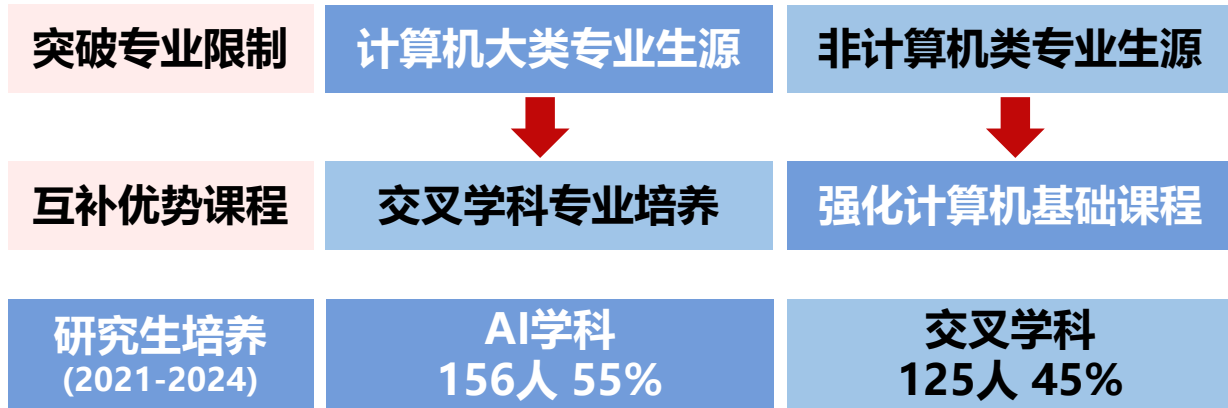 突破专业限制
计算机大类专业生源
非计算机类专业生源
互补优势课程
交叉学科专业培养
强化计算机基础课程
研究生培养
(2021-2024)
AI学科
156人 55%
交叉学科
125人 45%